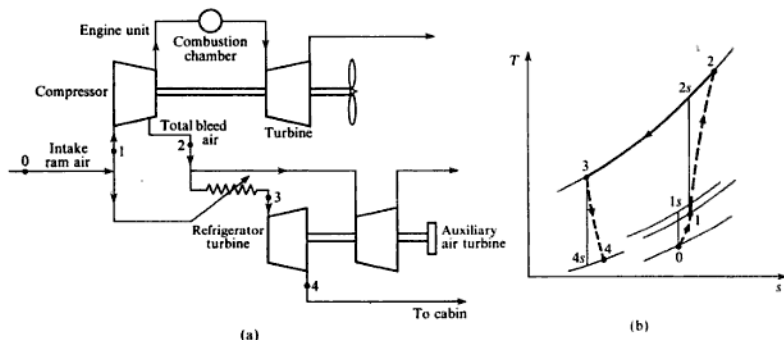 Engine unit
Combustion
chamber
Compressor
Total bleed
air
Turbine
Intake
ram air
0
1
2
3
Refrigerator
turbine
Auxiliary
air turbine
4
To cabin
(a)
T
2
2s
3
1s
1
4s
4
0
s
(b)